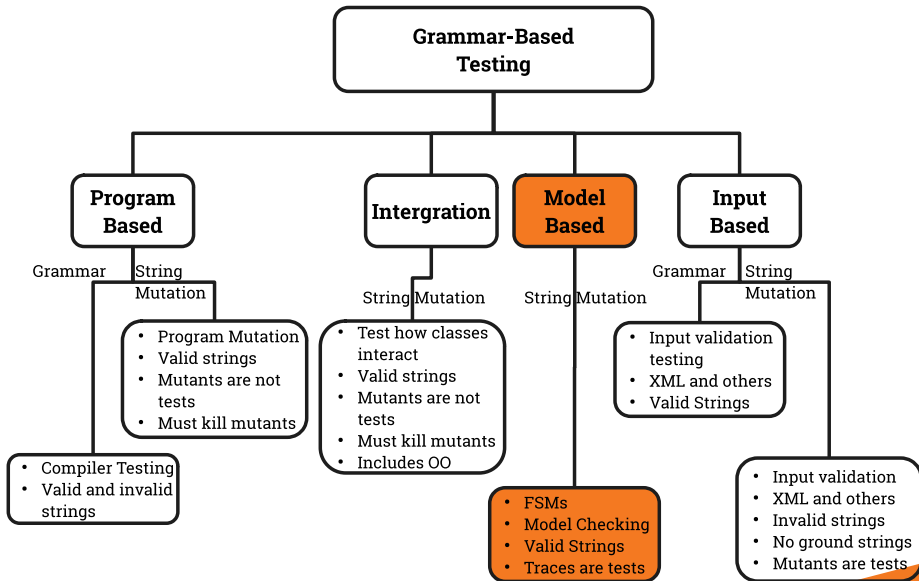 Grammar-Based
Testing
Program
Based
Intergration
Model
Based
Input
Based
Grammar
String
Mutation
String Mutation
String Mutation
Grammar
String
Mutation
• Program Mutation
• Valid strings
• Mutants are not
tests
• Must kill mutants
• Test how classes
interact
• Valid strings
• Mutants are not
tests
• Must kill mutants
• Includes OO
• Input validation
testing
• XML and others
• Valid Strings
• Compiler Testing
• Valid and invalid
strings
• FSMs
• Model Checking
• Valid Strings
• Traces are tests
• Input validation
• XML and others
• Invalid strings
• No ground strings
• Mutants are tests